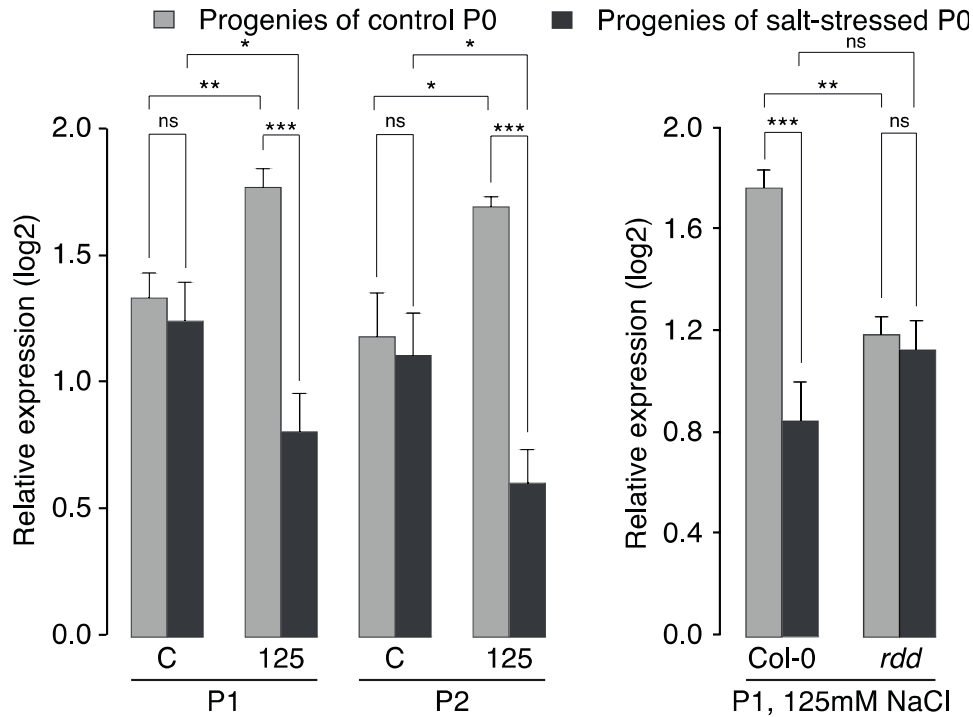 Progenies of control P0 Progenies of salt-stressed P0
* * ns
** * **
ns *** ns *** *** ns
2.0 2.0
1.5 1.6
1.0 1.2
0.5 0.8
0.0 0.4
0.0
Relative expression (log2)
Relative expression (log2)
C 125 C 125 Col-0 rdd
P1 P2 P1, 125mM NaCl